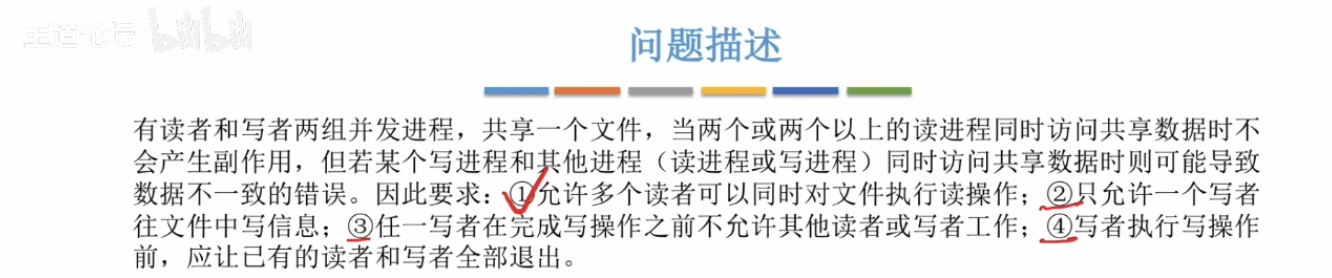 王道论坛 bilibili
问题描述
有读者和写者两组并发进程，共享一个文件，当两个或两个以上的读进程同时访问共享数据时不
会产生副作用，但若某个写进程和其他进程（读进程或写进程）同时访问共享数据时则可能导致
数据不一致的错误。因此要求：①允许多个读者可以同时对文件执行读操作；②只允许一个写者
往文件中写信息；③任一写者在完成写操作之前不允许其他读者或写者工作；④写者执行写操作
前，应让已有的读者和写者全部退出。